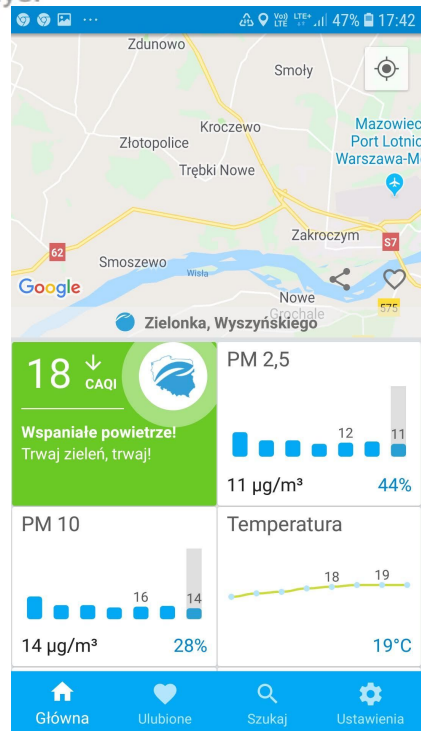 47% 17:42
Zdunowo
Smoły
Kroczewo
Złotopolice
Mazowiec
Port Lotnic
Warszawa-M
Trębki Nowe
Zakroczym
S7
62
Smoszewo
Wisła
Google
Nowe
Grochale
575
Zielonka, Wyszyńskiego
18 CAQI
Wspaniałe powietrze!
Trwaj zieleń, trwaj!
PM 2,5
12 11
11 µg/m³ 44%
PM 10
16 14
14 µg/m³ 28%
Temperatura
18 19
19°C
Główna Ulubione Szukaj Ustawienia